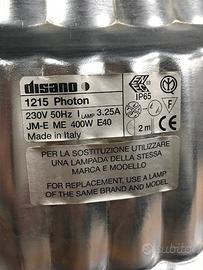 disano
1215 Photon
IP65
230V 50Hz I LAMP 3.25A
JM-E ME 400W E40
Made in Italy
F
2 m
PER LA SOSTITUZIONE UTILIZZARE
UNA LAMPADA DELLA STESSA
MARCA E MODELLO
FOR REPLACEMENT, USE A LAMP
OF THE SAME BRAND AND MODEL
subito